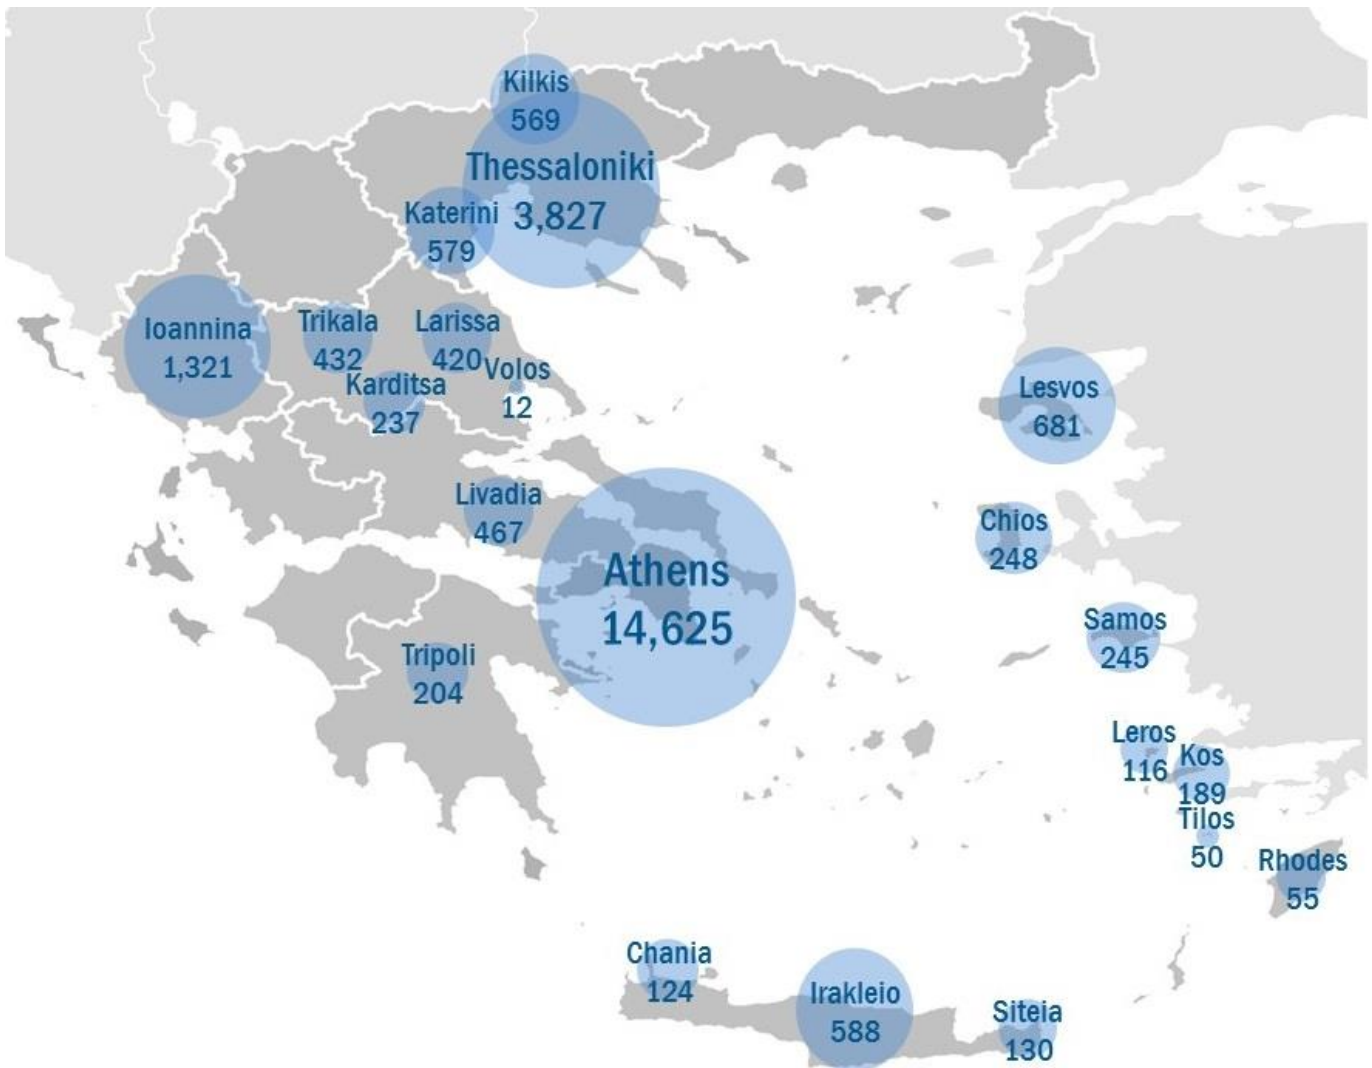 Kilkis
569
Thessaloniki
3,827
Katerini
579
Ioannina
1,321
Trikala
432
Larissa
420
Volos
12
Karditsa
237
Lesvos
681
Livadia
467
Chios
248
Athens
14,625
Samos
245
Tripoli
204
Leros
116
Kos
189
Tilos
50
Rhodes
55
Chania
124
Irakleio
588
Siteia
130